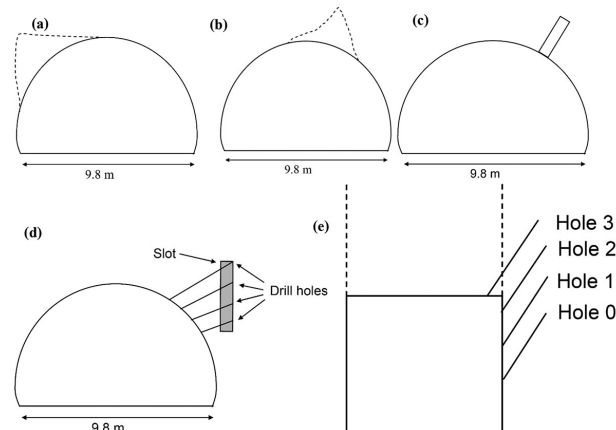 (a)
(b)
(c)
9.8 m
9.8 m
9.8 m
(d)
Slot
Drill holes
9.8 m
(e)
Hole 3
Hole 2
Hole 1
Hole 0